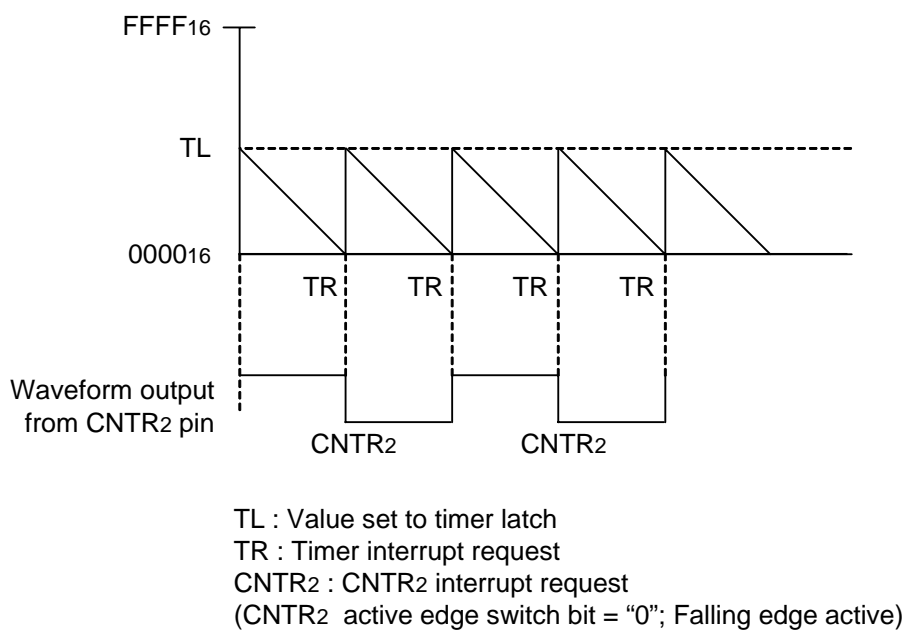 FFFF16
TL
000016
TR TR TR TR
Waveform output
from CNTR2 pin
CNTR2 CNTR2
TL : Value set to timer latch
TR : Timer interrupt request
CNTR2 : CNTR2 interrupt request
(CNTR2 active edge switch bit = “0”; Falling edge active)